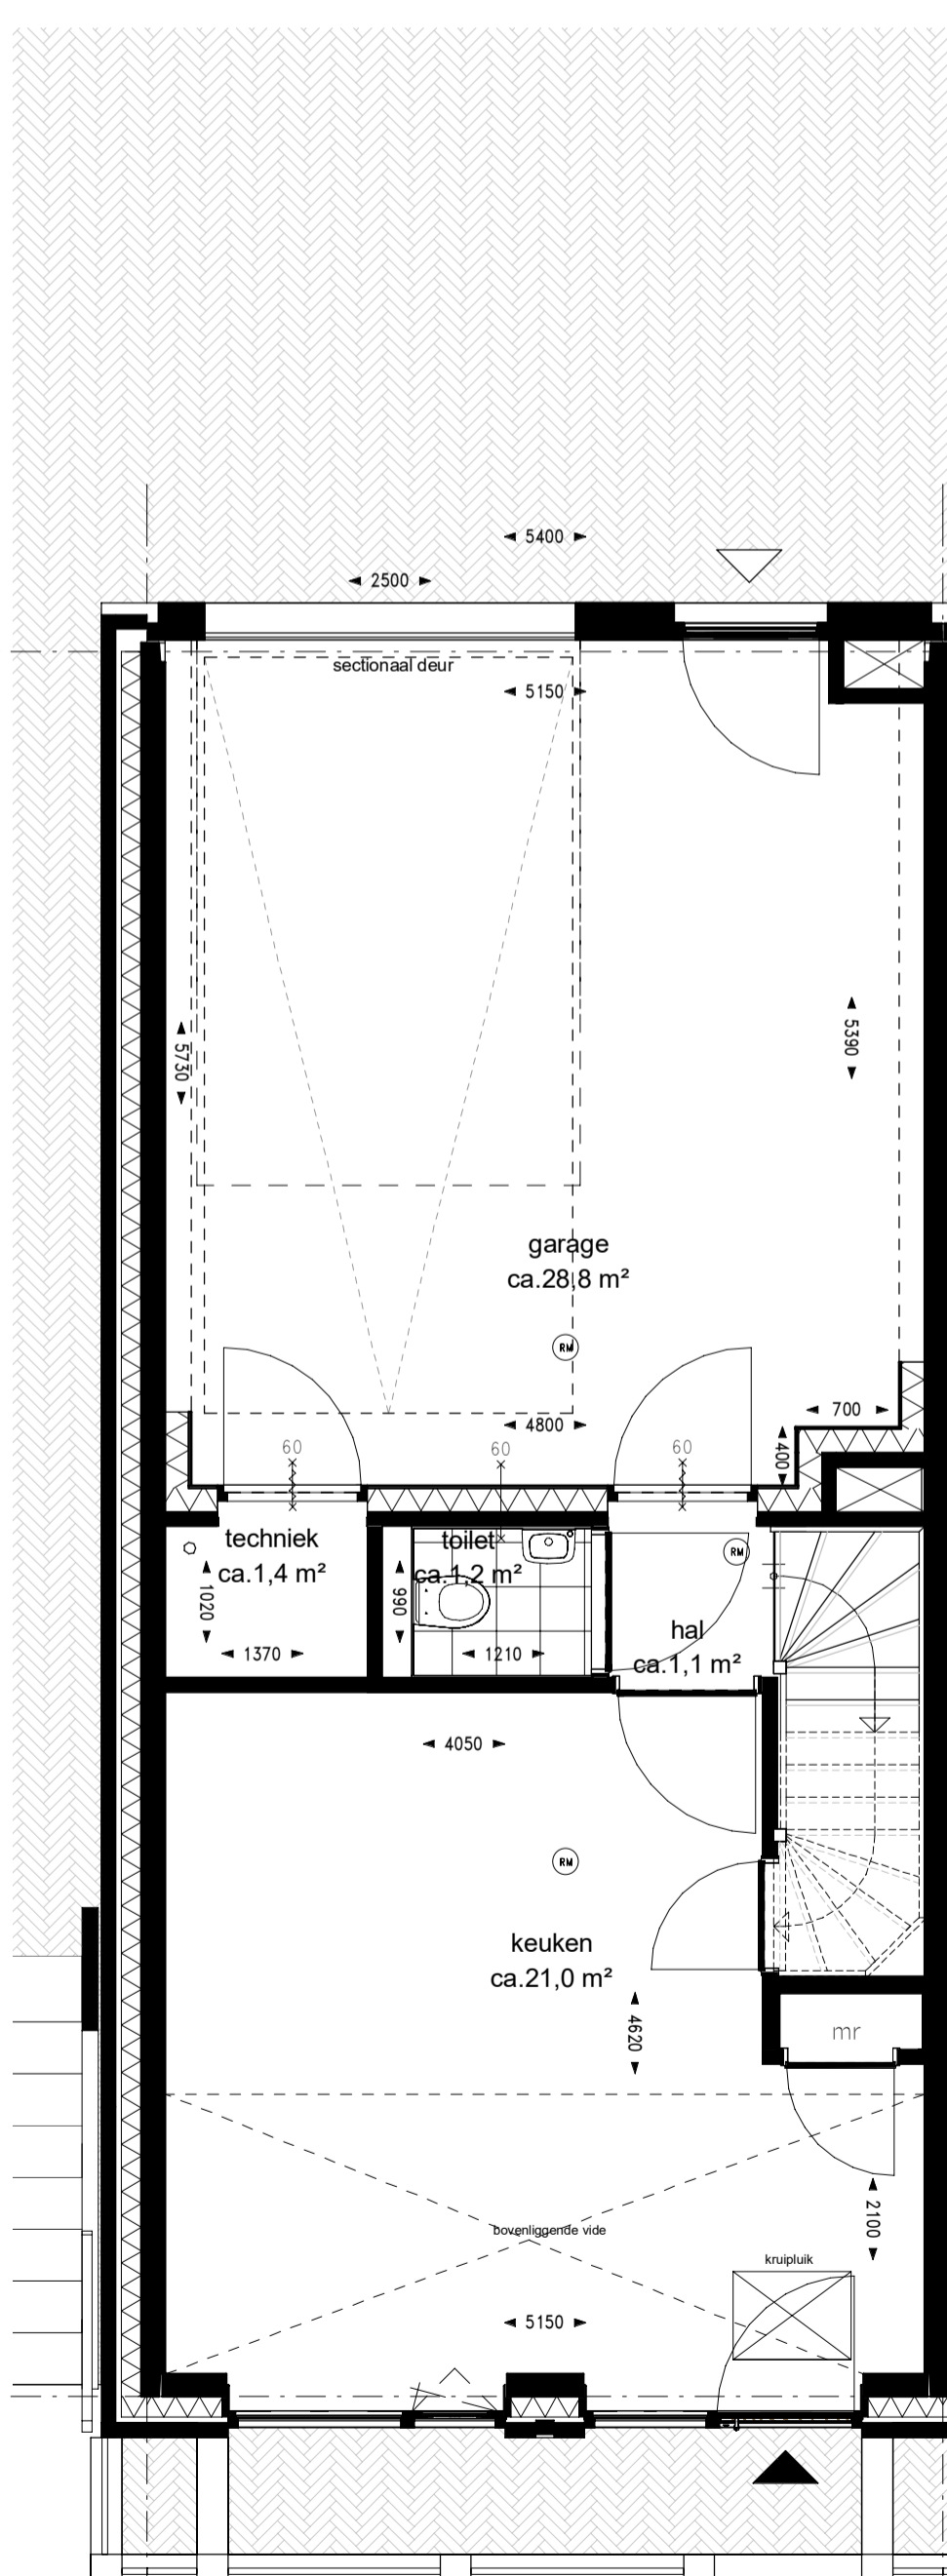 5400
2500
sectionaal deur
5150
5730
5390
garage
ca.28,8 m²
RM
4800
700
400
60
60
60
techniek
ca.1,4 m²
toilet
ca.1,2 m²
RM
1020
990
1370
1210
hal
ca.1,1 m²
4050
RM
keuken
ca.21,0 m²
4620
mr
2100
bovenliggende vide
kruipluik
5150